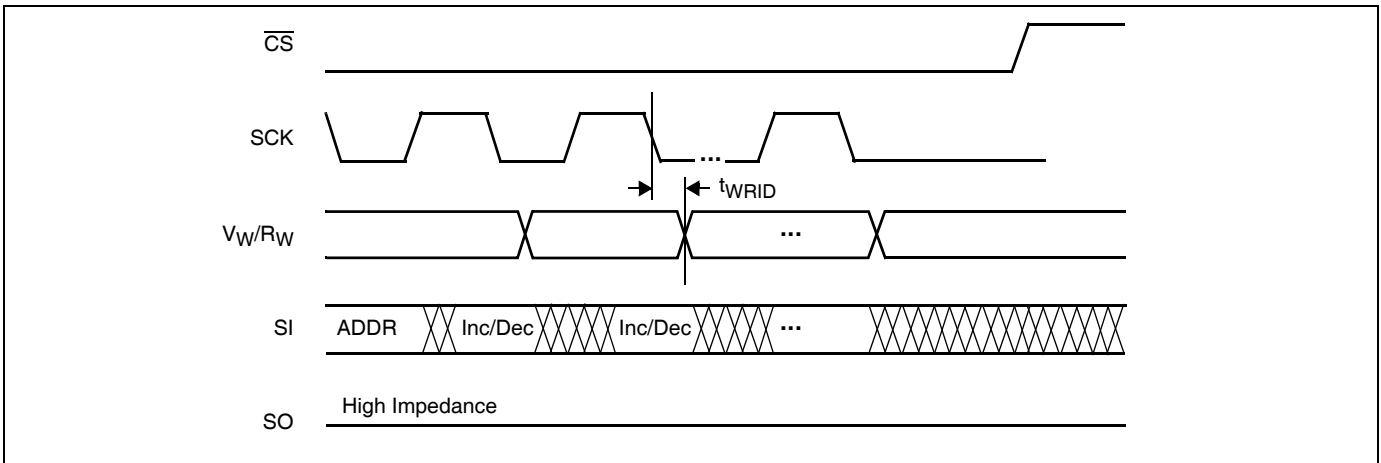 CS
SCK
...
tWRID
VW/RW
...
SI ADDR Inc/Dec Inc/Dec ...
High Impedance
SO